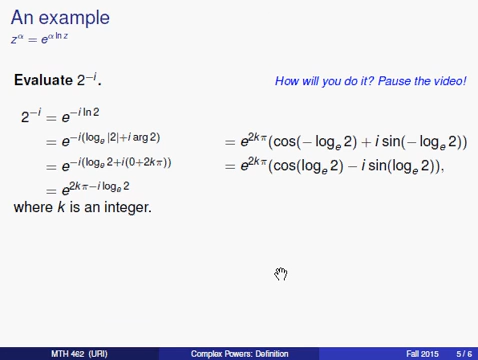 An example
z^α = e^{α ln z}
Evaluate 2^{−i}.
How will you do it? Pause the video!
2^{−i} = e^{−i ln 2}
= e^{−i(log_e |2|+i arg 2)}
= e^{−i(log_e 2+i(0+2kπ))}
= e^{2kπ−i log_e 2}
where k is an integer.
= e^{2kπ}(cos(− log_e 2) + i sin(− log_e 2))
= e^{2kπ}(cos(log_e 2) − i sin(log_e 2)),
MTH 462 (URI)
Complex Powers: Definition
Fall 2015
5 / 6